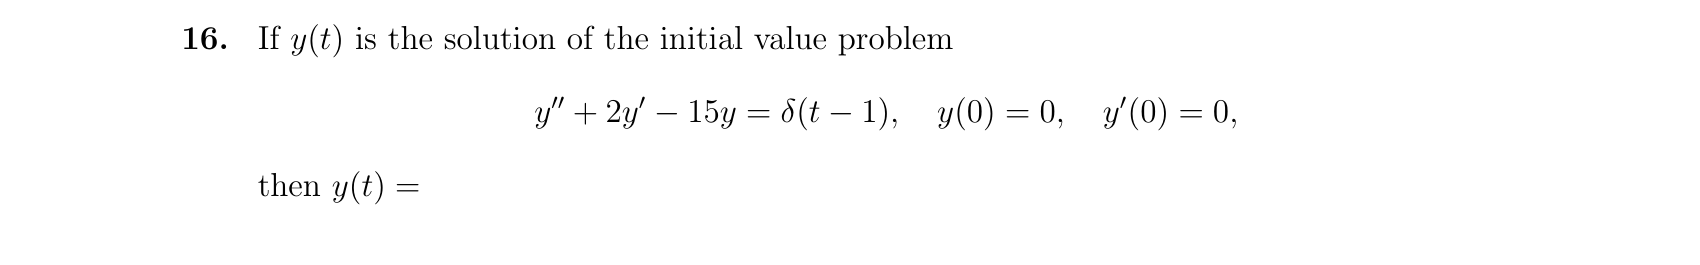 16. If y(t) is the solution of the initial value problem
y″ + 2y′ − 15y = δ(t − 1), y(0) = 0, y′(0) = 0,
then y(t) =